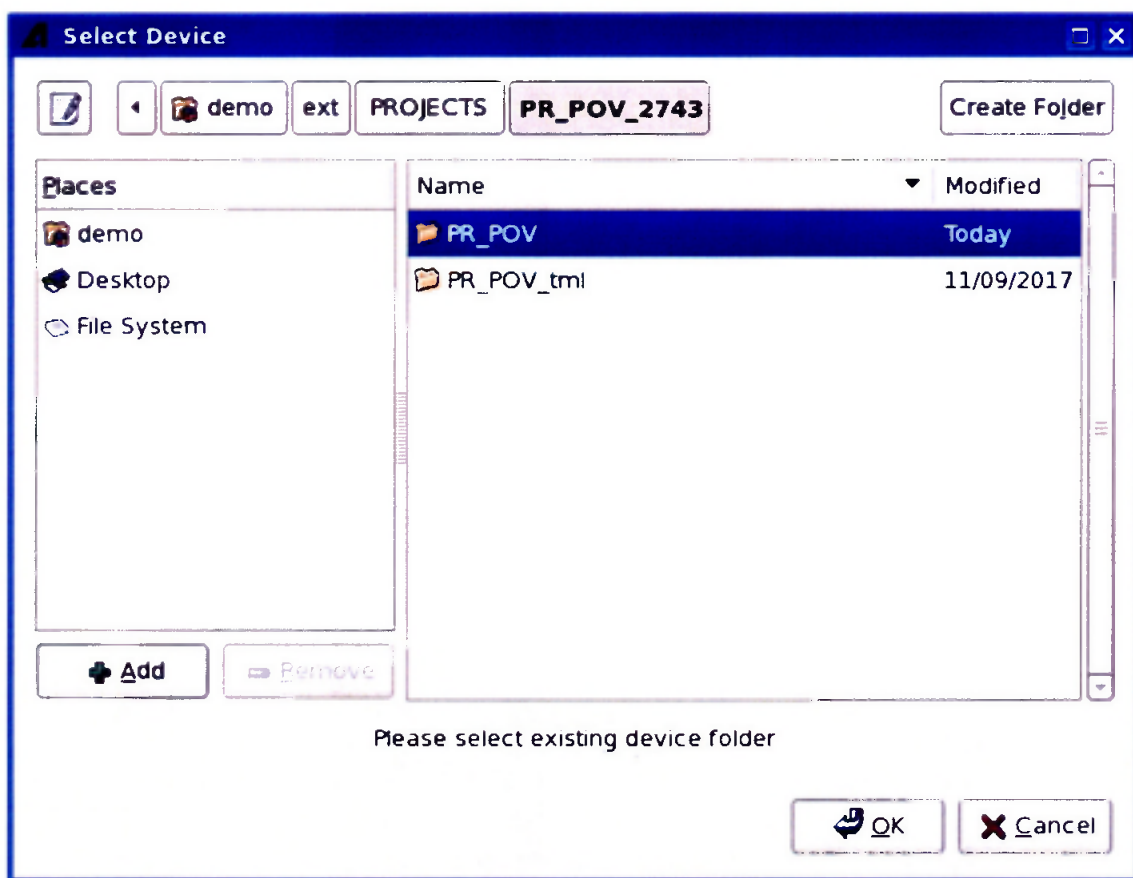 Select Device
demo ext PROJECTS PR_POV_2743 Create Folder
Places
demo
Desktop
File System
Name Modified
PR_POV Today
PR_POV_tml 11/09/2017
Add Remove
Please select existing device folder
OK Cancel